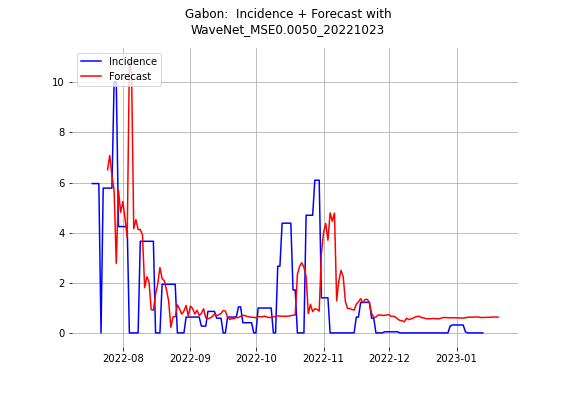 Gabon:  Incidence + Forecast with
WaveNet_MSE0.0050_20221023
Incidence
Forecast
10
8
6
4
2
0
2022-08 2022-09 2022-10 2022-11 2022-12 2023-01